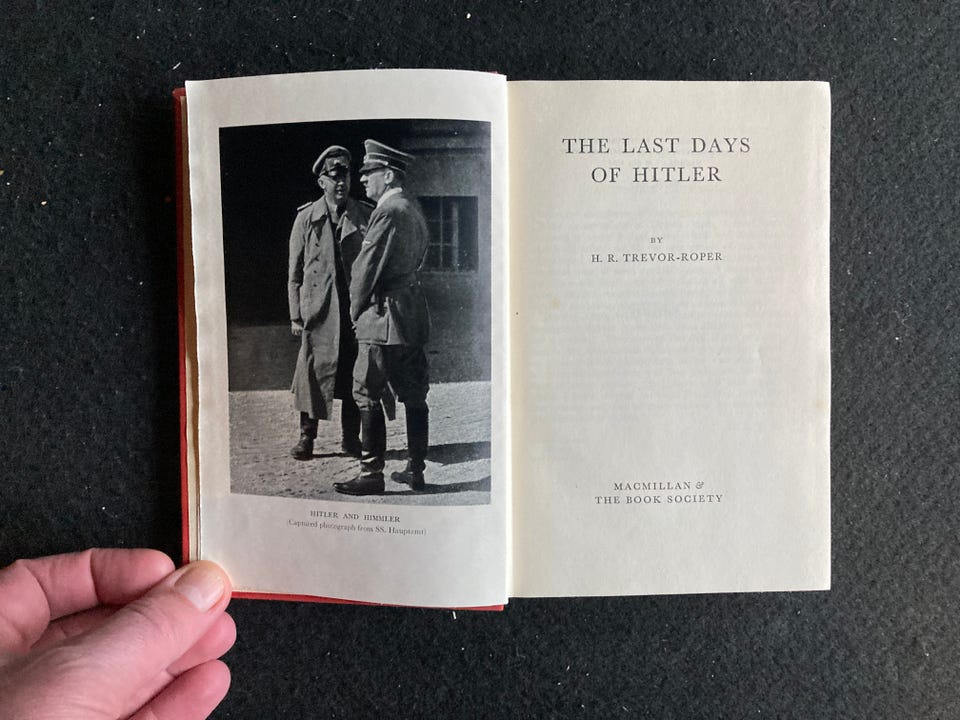 HITLER AND HIMMLER
(Captured photograph from SS. Hauptamt)
THE LAST DAYS
OF HITLER
BY
H. R. TREVOR-ROPER
MACMILLAN &
THE BOOK SOCIETY